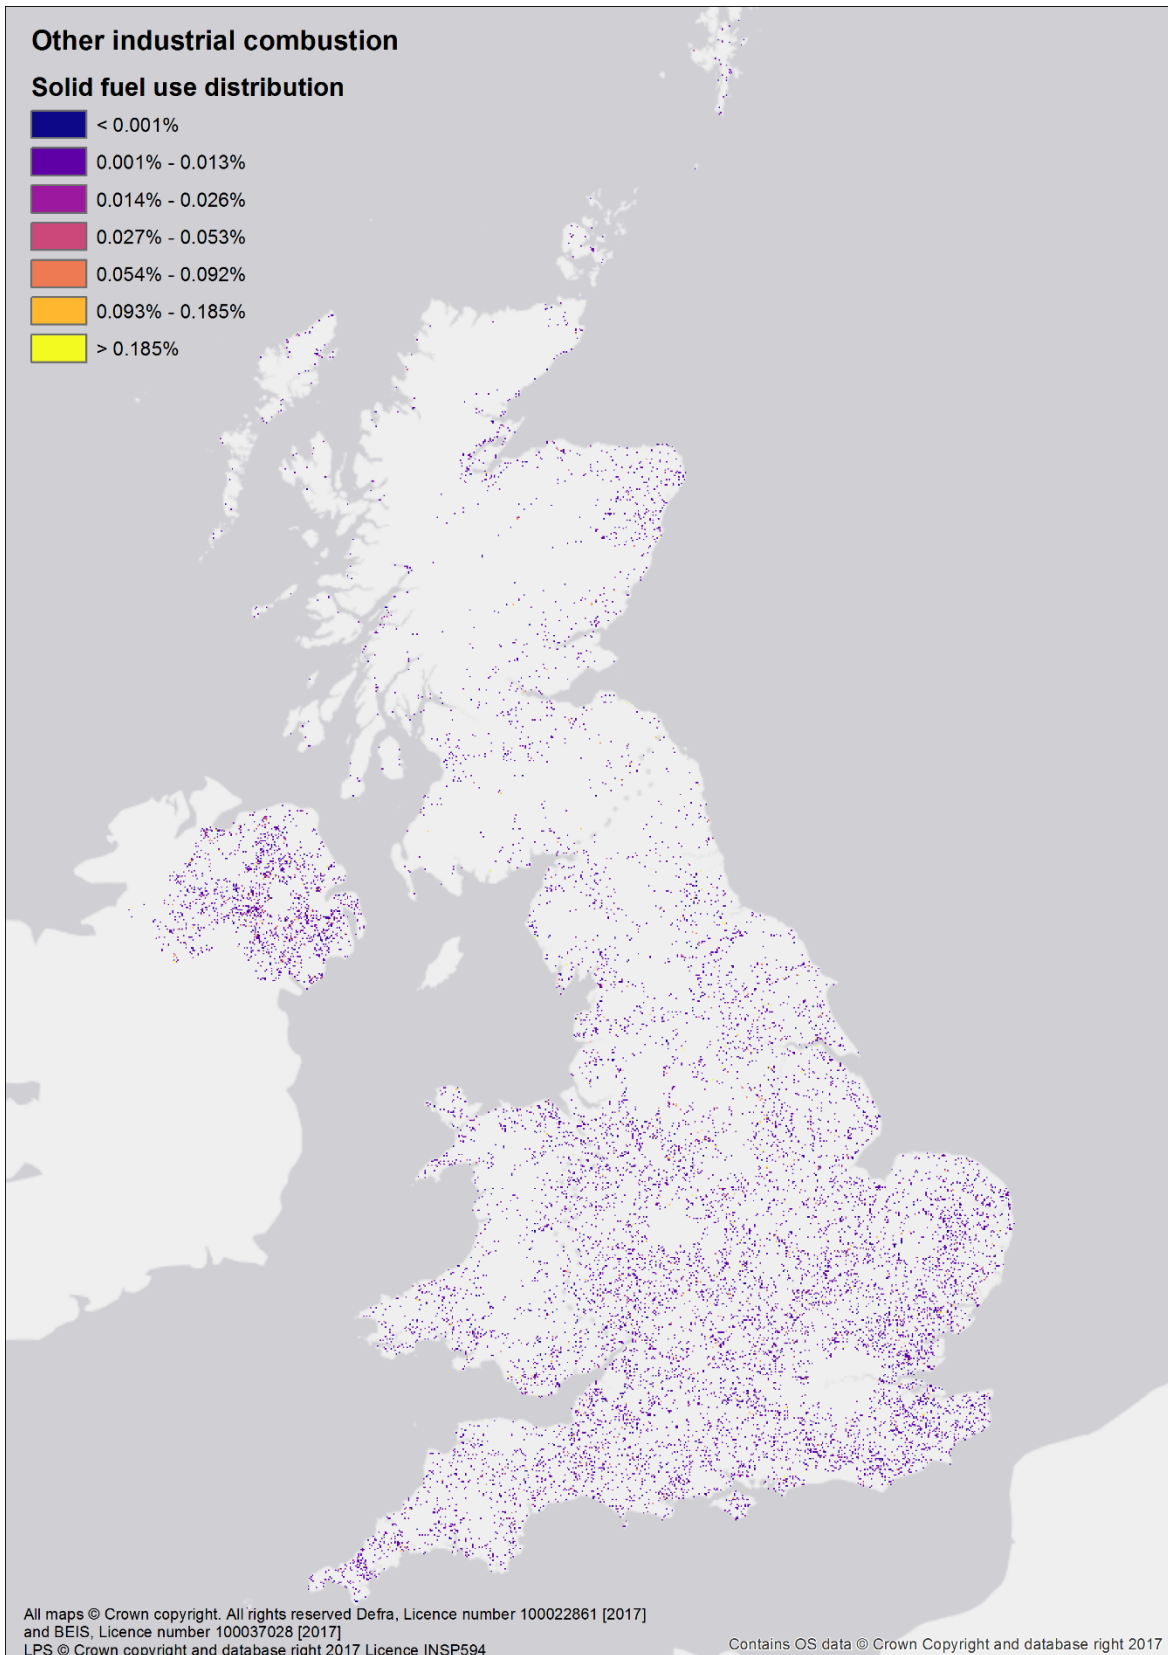 Other industrial combustion
Solid fuel use distribution
< 0.001%
0.001% - 0.013%
0.014% - 0.026%
0.027% - 0.053%
0.054% - 0.092%
0.093% - 0.185%
> 0.185%
All maps © Crown copyright. All rights reserved Defra, Licence number 100022861 [2017]
and BEIS, Licence number 100037028 [2017]
LPS © Crown copyright and database right 2017 Licence INSP594
Contains OS data © Crown Copyright and database right 2017